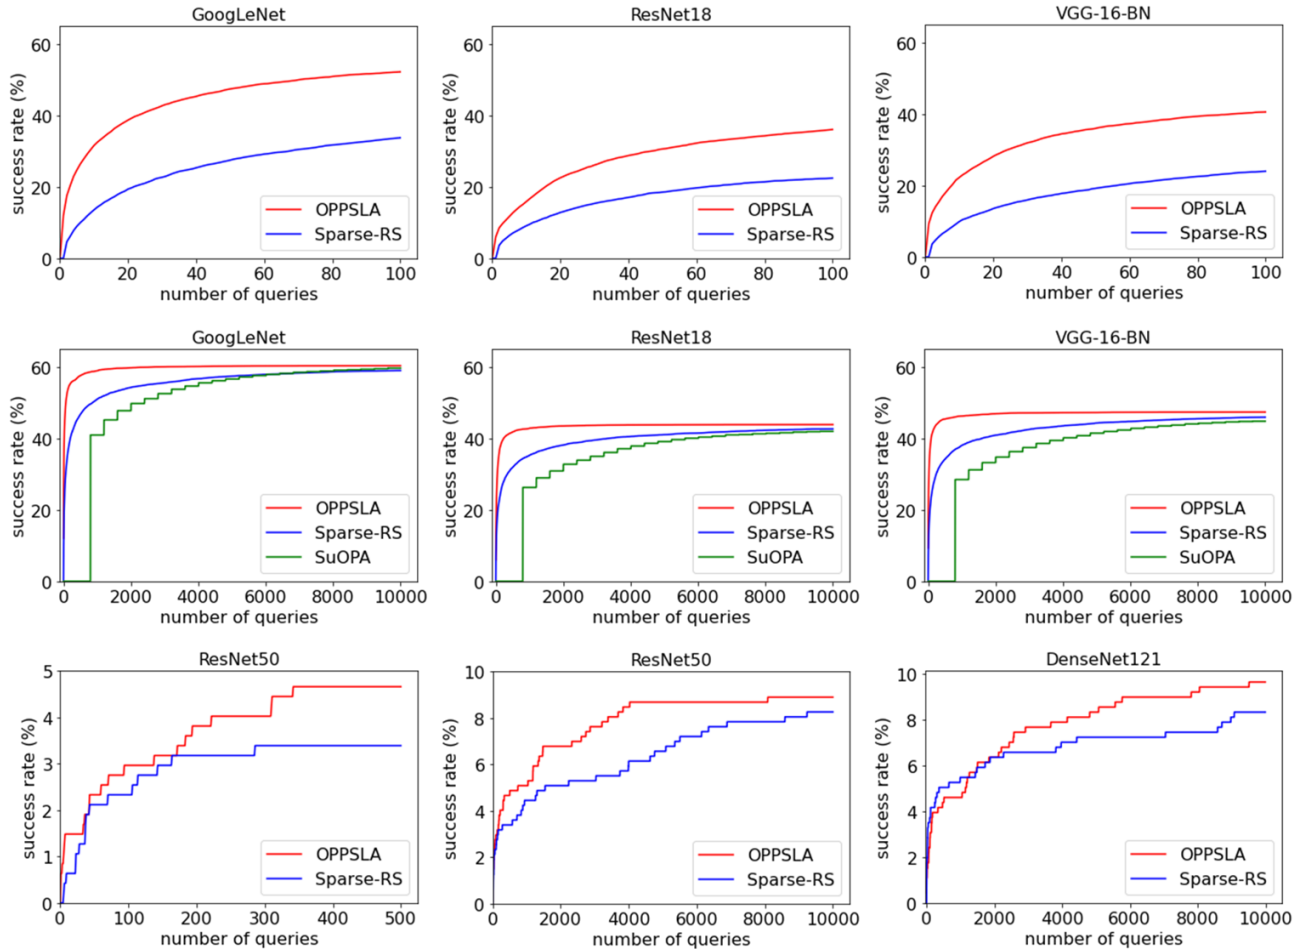 GoogLeNet
success rate (%)
60
40
20
0
0 20 40 60 80 100
number of queries
OPPSLA
Sparse-RS
ResNet18
success rate (%)
60
40
20
0
0 20 40 60 80 100
number of queries
OPPSLA
Sparse-RS
VGG-16-BN
success rate (%)
60
40
20
0
0 20 40 60 80 100
number of queries
OPPSLA
Sparse-RS
GoogLeNet
success rate (%)
60
40
20
0
0 2000 4000 6000 8000 10000
number of queries
OPPSLA
Sparse-RS
SuOPA
ResNet18
success rate (%)
60
40
20
0
0 2000 4000 6000 8000 10000
number of queries
OPPSLA
Sparse-RS
SuOPA
VGG-16-BN
success rate (%)
60
40
20
0
0 2000 4000 6000 8000 10000
number of queries
OPPSLA
Sparse-RS
SuOPA
ResNet50
success rate (%)
5
4
3
2
1
0
0 100 200 300 400 500
number of queries
OPPSLA
Sparse-RS
ResNet50
success rate (%)
10
8
6
4
2
0
0 2000 4000 6000 8000 10000
number of queries
OPPSLA
Sparse-RS
DenseNet121
success rate (%)
10
8
6
4
2
0
0 2000 4000 6000 8000 10000
number of queries
OPPSLA
Sparse-RS